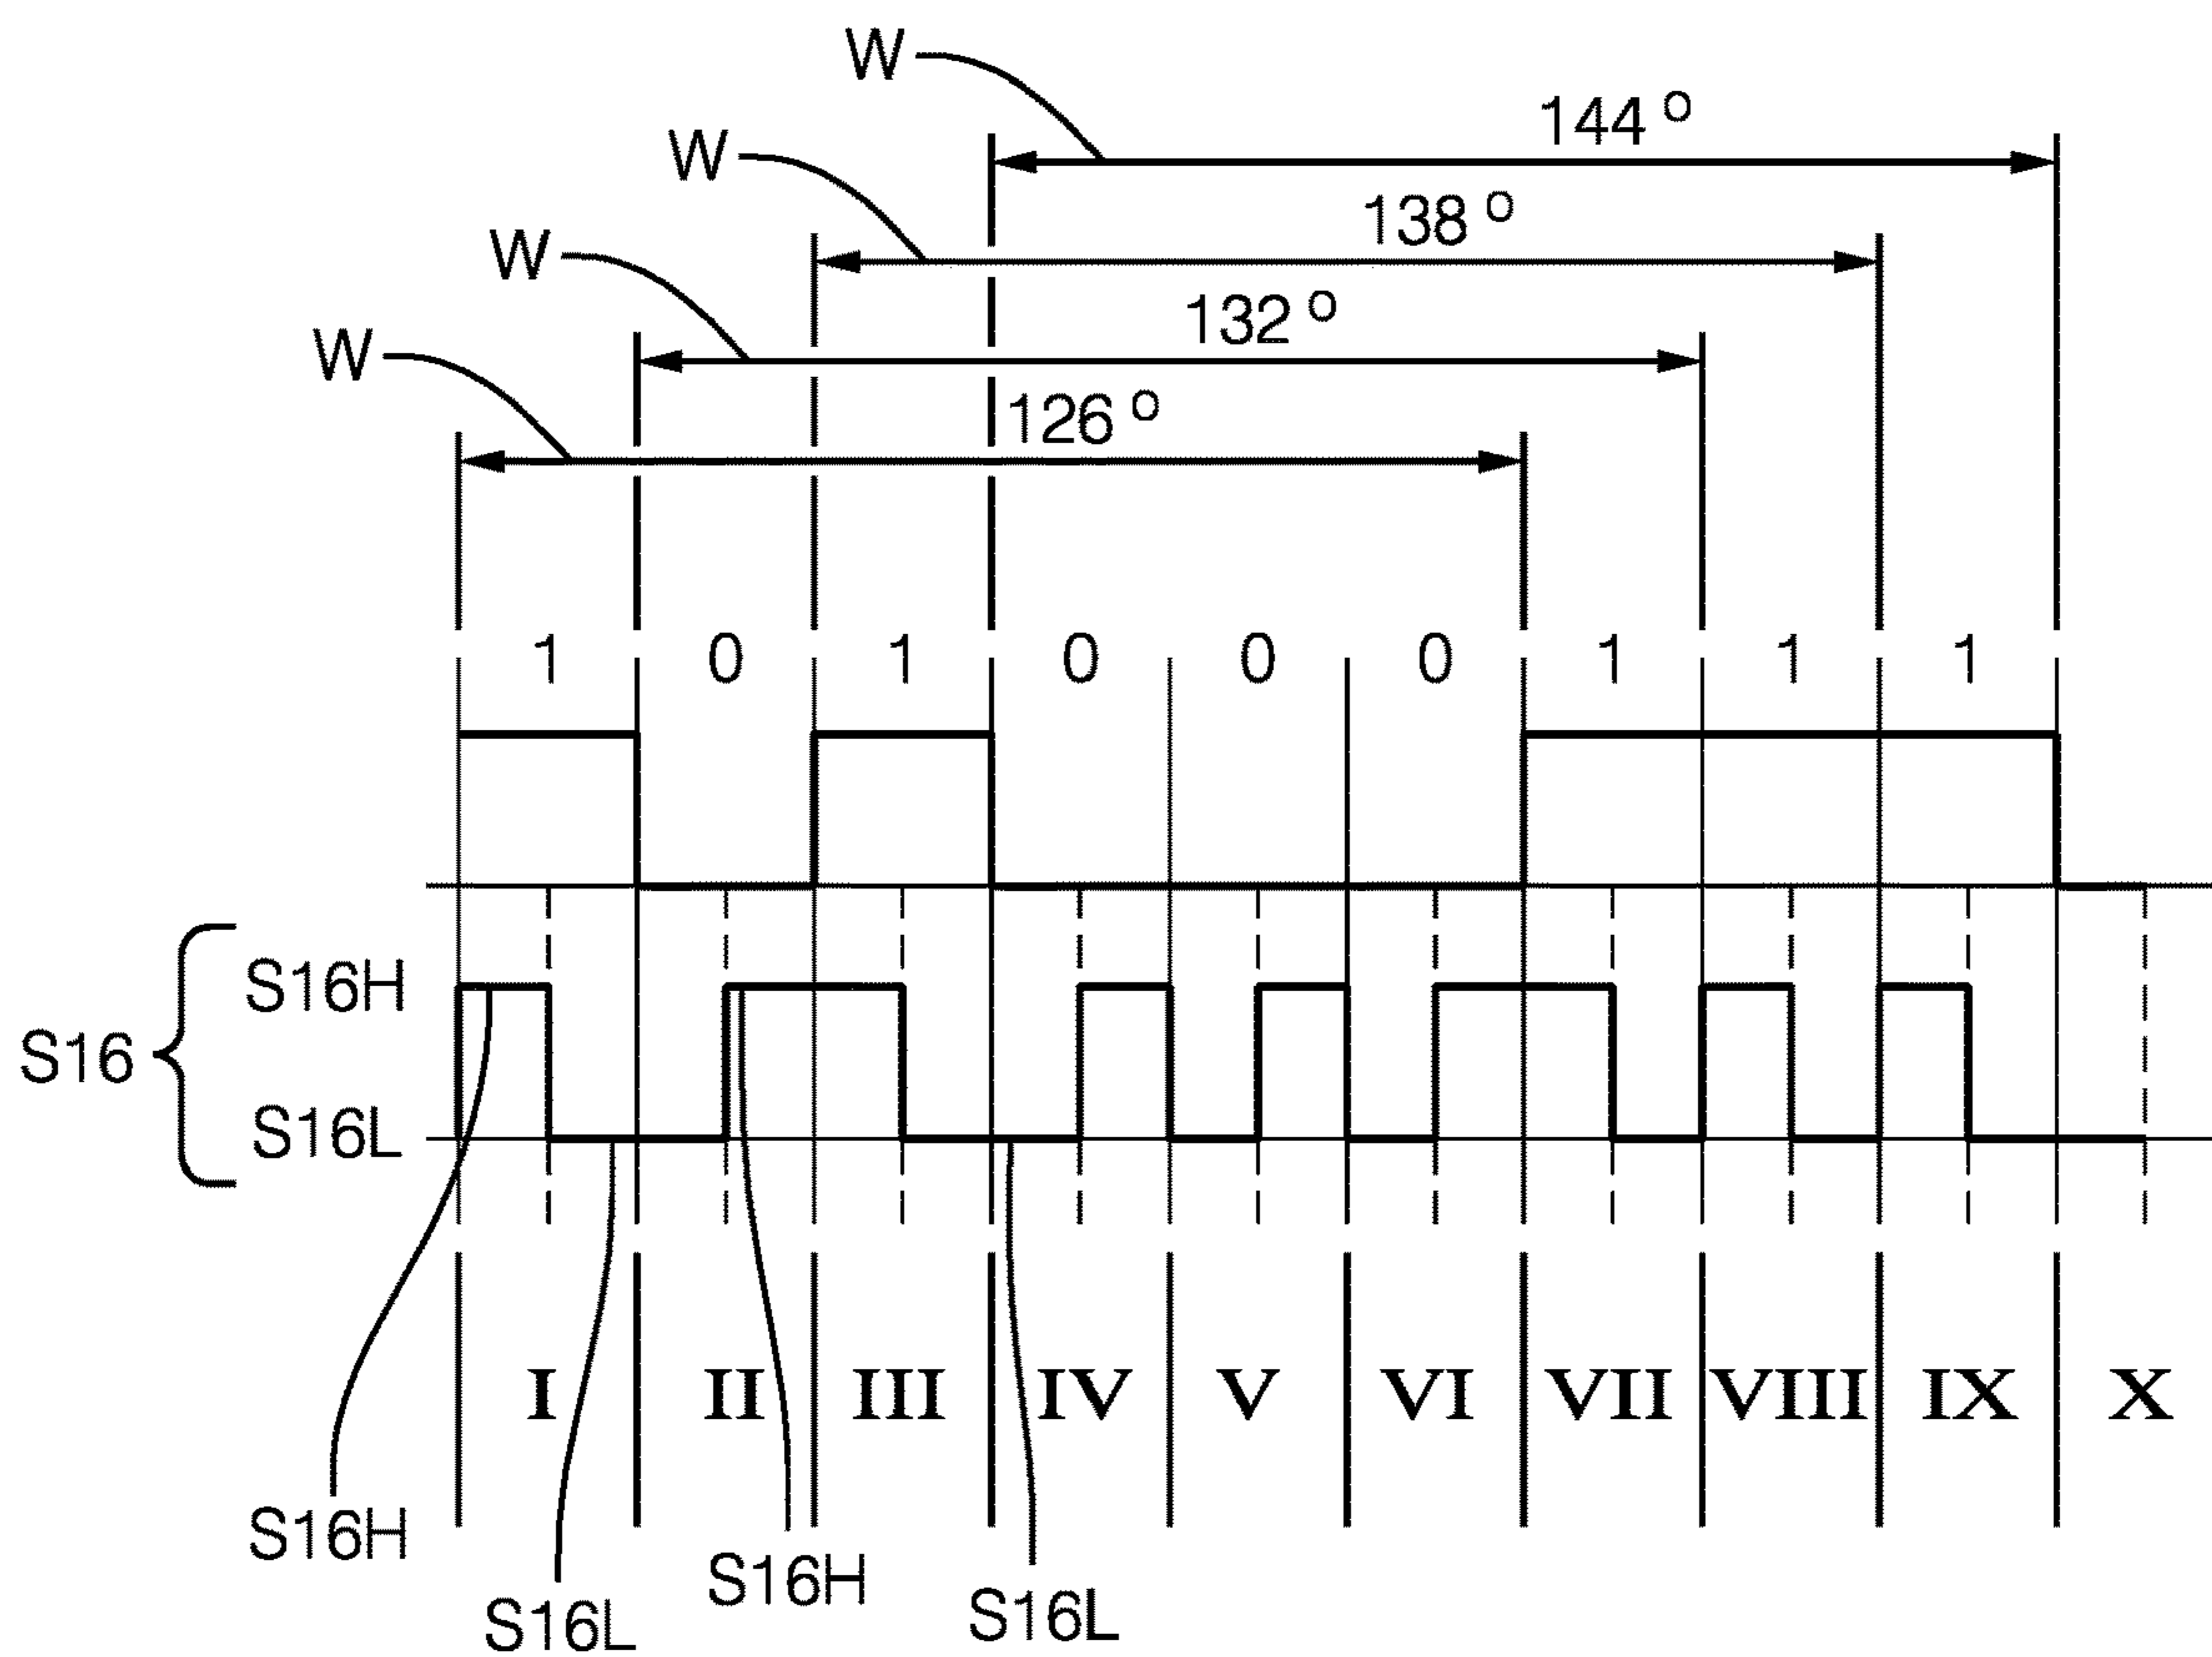 W
144 °
W
138 °
W
132 °
W
126 °
1 0 1 0 0 0 1 1 1
S16H
S16
S16L
I II III IV V VI VII VIII IX X
S16H
S16H
S16L
S16L